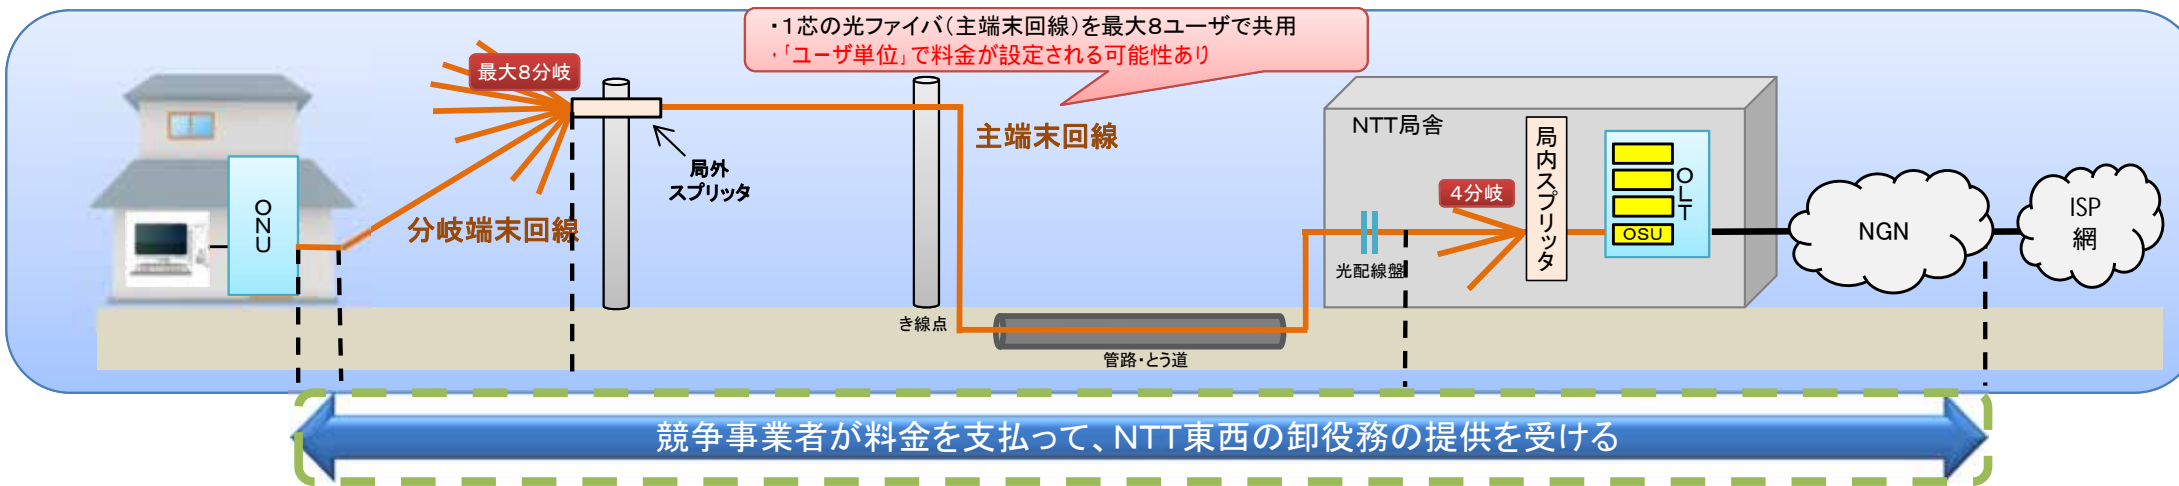 ・1芯の光ファイバ（主端末回線）を最大8ユーザで共用
・「ユーザ単位」で料金が設定される可能性あり
最大8分岐
主端末回線
局外
スプリッタ
分岐端末回線
ONU
き線点
管路・とう道
NTT局舎
光配線盤
4分岐
局内スプリッタ
OLT
OSU
NGN
ISP
網
競争事業者が料金を支払って、NTT東西の卸役務の提供を受ける